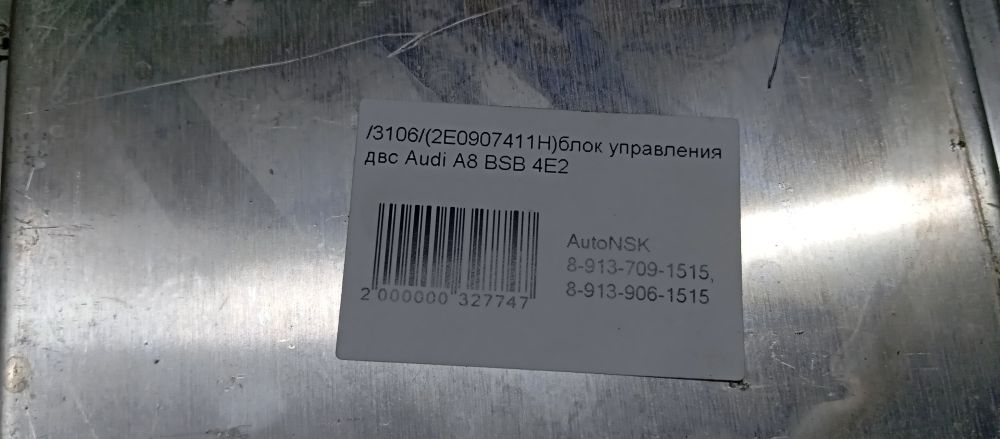 /3106/(2E0907411H)блок управления
двс Audi A8 BSB 4E2
AutoNSK
8-913-709-1515,
8-913-906-1515
2 000000 327747